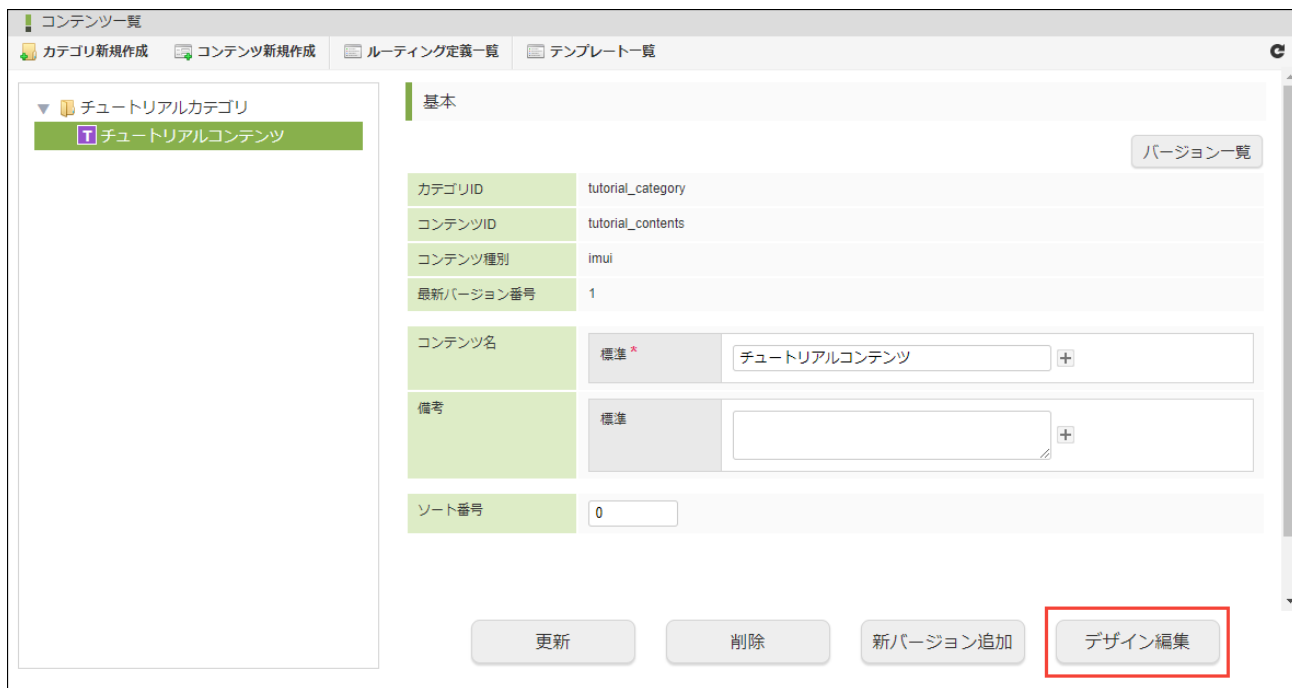 コンテンツ一覧
カテゴリ新規作成 コンテンツ新規作成 ルーティング定義一覧 テンプレート一覧
チュートリアルカテゴリ
T チュートリアルコンテンツ
基本
バージョン一覧
カテゴリID tutorial_category
コンテンツID tutorial_contents
コンテンツ種別 imui
最新バージョン番号 1
コンテンツ名 標準 * チュートリアルコンテンツ
備考 標準
ソート番号 0
更新 削除 新バージョン追加 デザイン編集